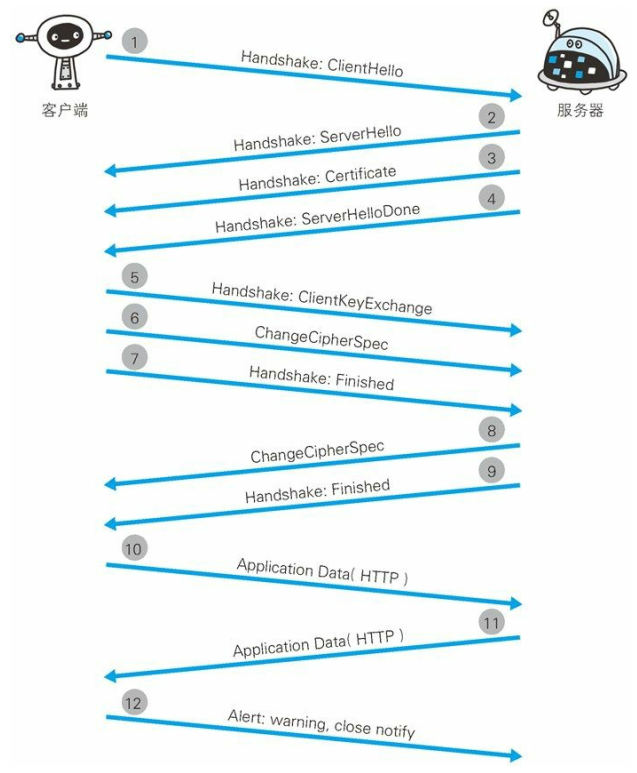 1
Handshake: ClientHello
客户端
服务器
2
Handshake: ServerHello
3
Handshake: Certificate
4
Handshake: ServerHelloDone
5
Handshake: ClientKeyExchange
6
ChangeCipherSpec
7
Handshake: Finished
8
ChangeCipherSpec
9
Handshake: Finished
10
Application Data( HTTP )
11
Application Data( HTTP )
12
Alert: warning, close notify